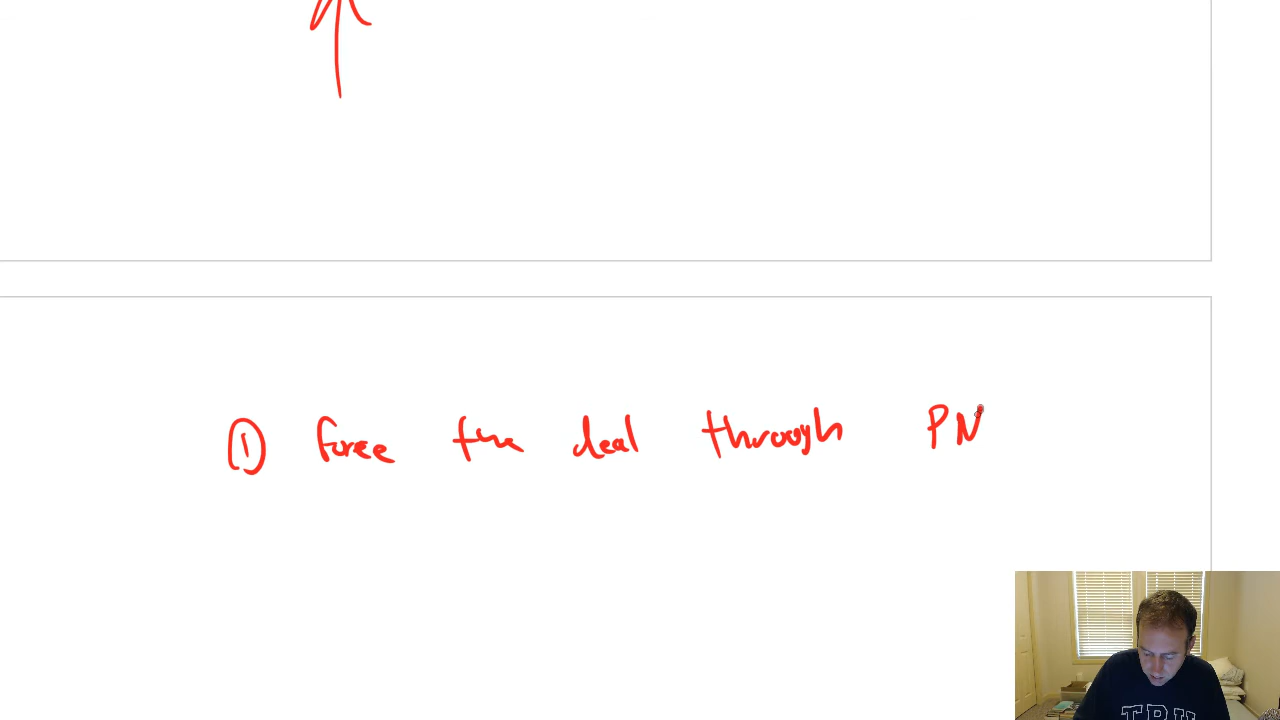 ① Force the deal through PN